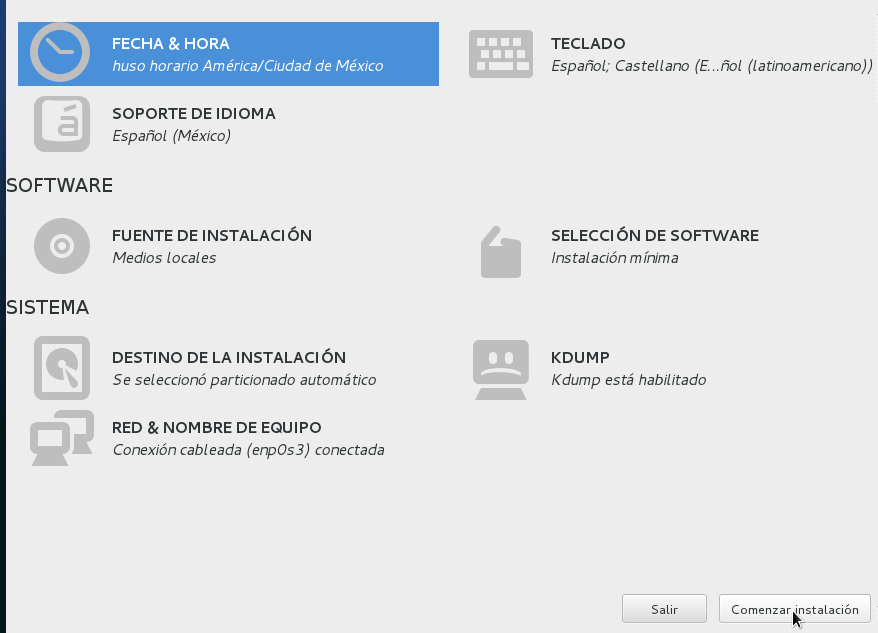 FECHA & HORA
huso horario América/Ciudad de México
TECLADO
Español; Castellano (E...ñol (latinoamericano))
SOPORTE DE IDIOMA
Español (México)
SOFTWARE
FUENTE DE INSTALACIÓN
Medios locales
SELECCIÓN DE SOFTWARE
Instalación mínima
SISTEMA
DESTINO DE LA INSTALACIÓN
Se seleccionó particionado automático
KDUMP
Kdump está habilitado
RED & NOMBRE DE EQUIPO
Conexión cableada (enp0s3) conectada
Salir
Comenzar instalación